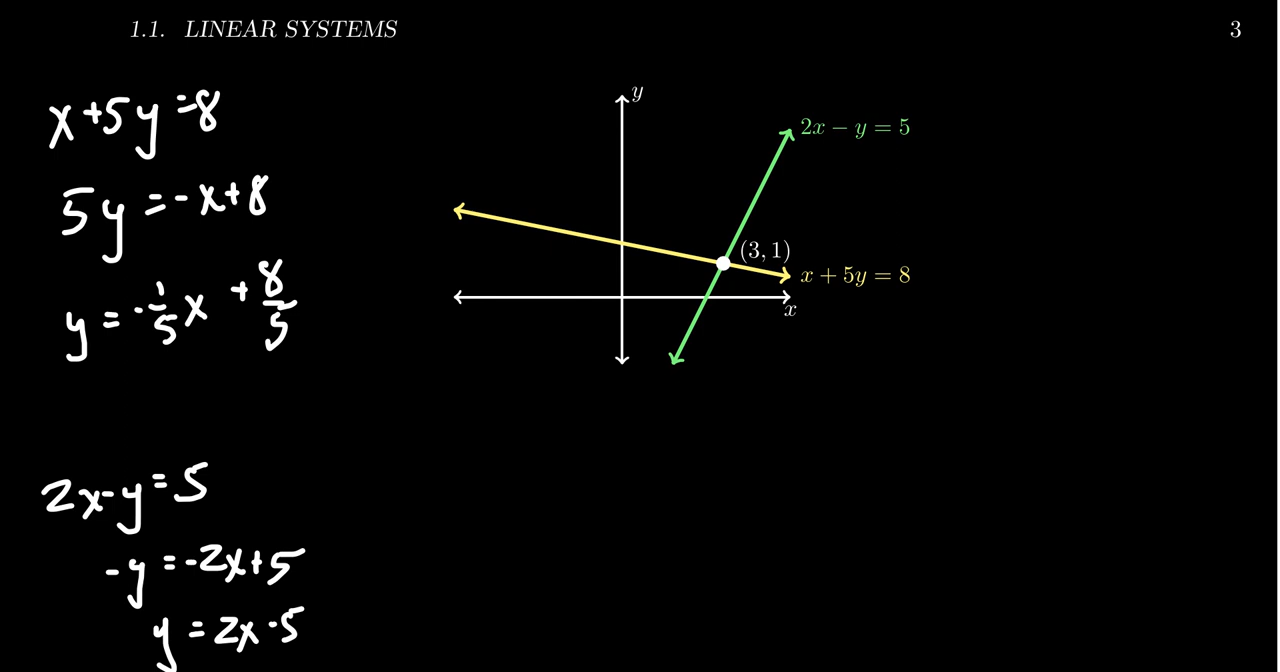 1.1. LINEAR SYSTEMS 3
x+5y=8
5y=-x+8
y=-1/5x+8/5
2x-y=5
-y=-2x+5
y=2x-5
y
2x − y = 5
(3, 1)
x + 5y = 8
x